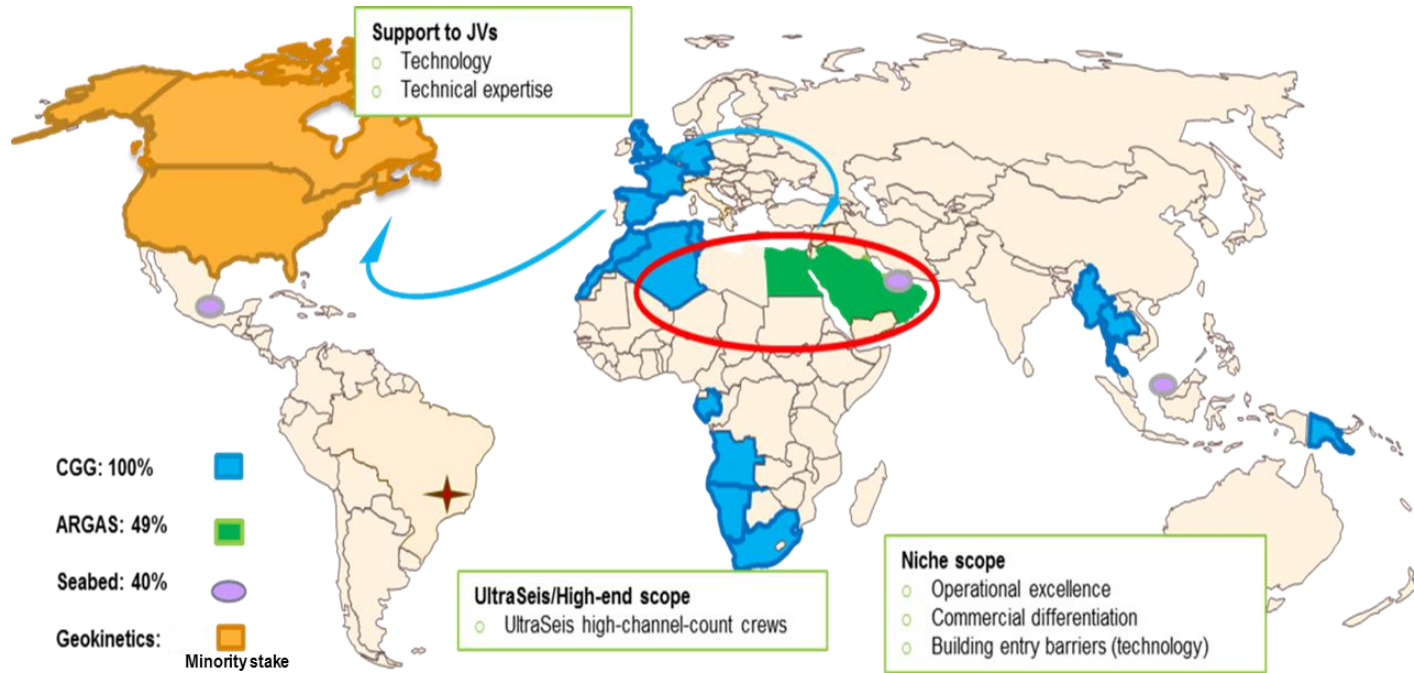 Support to JVs
Technology
Technical expertise
CGG: 100%
ARGAS: 49%
Seabed: 40%
Geokinetics:
Minority stake
UltraSeis/High-end scope
UltraSeis high-channel-count crews
Niche scope
Operational excellence
Commercial differentiation
Building entry barriers (technology)